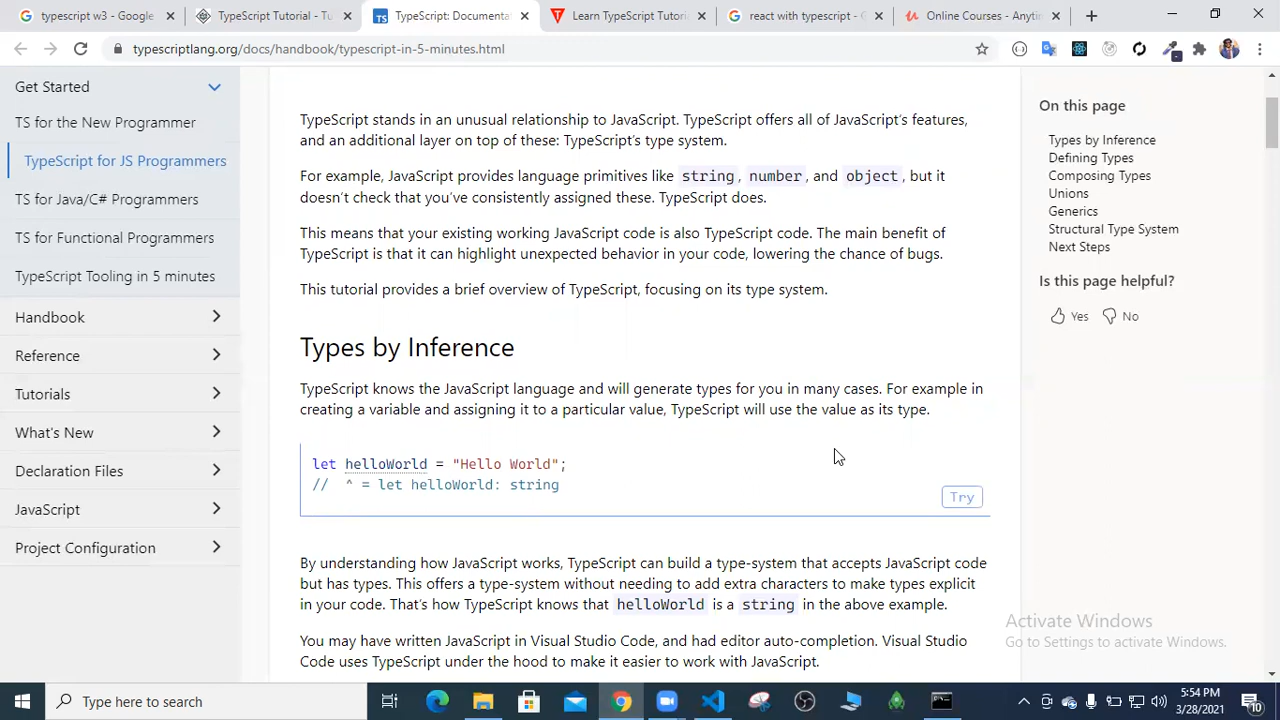 typescript w3 - Google
TypeScript Tutorial - Tu
TypeScript: Documenta
Learn TypeScript Tutori
react with typescript - G
Online Courses - Anytin
typescriptlang.org/docs/handbook/typescript-in-5-minutes.html
Get Started
TS for the New Programmer
TypeScript for JS Programmers
TS for Java/C# Programmers
TS for Functional Programmers
TypeScript Tooling in 5 minutes
Handbook
Reference
Tutorials
What's New
Declaration Files
JavaScript
Project Configuration
TypeScript stands in an unusual relationship to JavaScript. TypeScript offers all of JavaScript's features,
and an additional layer on top of these: TypeScript's type system.
For example, JavaScript provides language primitives like string, number, and object, but it
doesn't check that you've consistently assigned these. TypeScript does.
This means that your existing working JavaScript code is also TypeScript code. The main benefit of
TypeScript is that it can highlight unexpected behavior in your code, lowering the chance of bugs.
This tutorial provides a brief overview of TypeScript, focusing on its type system.
Types by Inference
TypeScript knows the JavaScript language and will generate types for you in many cases. For example in
creating a variable and assigning it to a particular value, TypeScript will use the value as its type.
let helloWorld = "Hello World";
// ^ = let helloWorld: string
Try
By understanding how JavaScript works, TypeScript can build a type-system that accepts JavaScript code
but has types. This offers a type-system without needing to add extra characters to make types explicit
in your code. That's how TypeScript knows that helloWorld is a string in the above example.
You may have written JavaScript in Visual Studio Code, and had editor auto-completion. Visual Studio
Code uses TypeScript under the hood to make it easier to work with JavaScript.
On this page
Types by Inference
Defining Types
Composing Types
Unions
Generics
Structural Type System
Next Steps
Is this page helpful?
Yes
No
Activate Windows
Go to Settings to activate Windows.
Type here to search
5:54 PM
3/28/2021
10